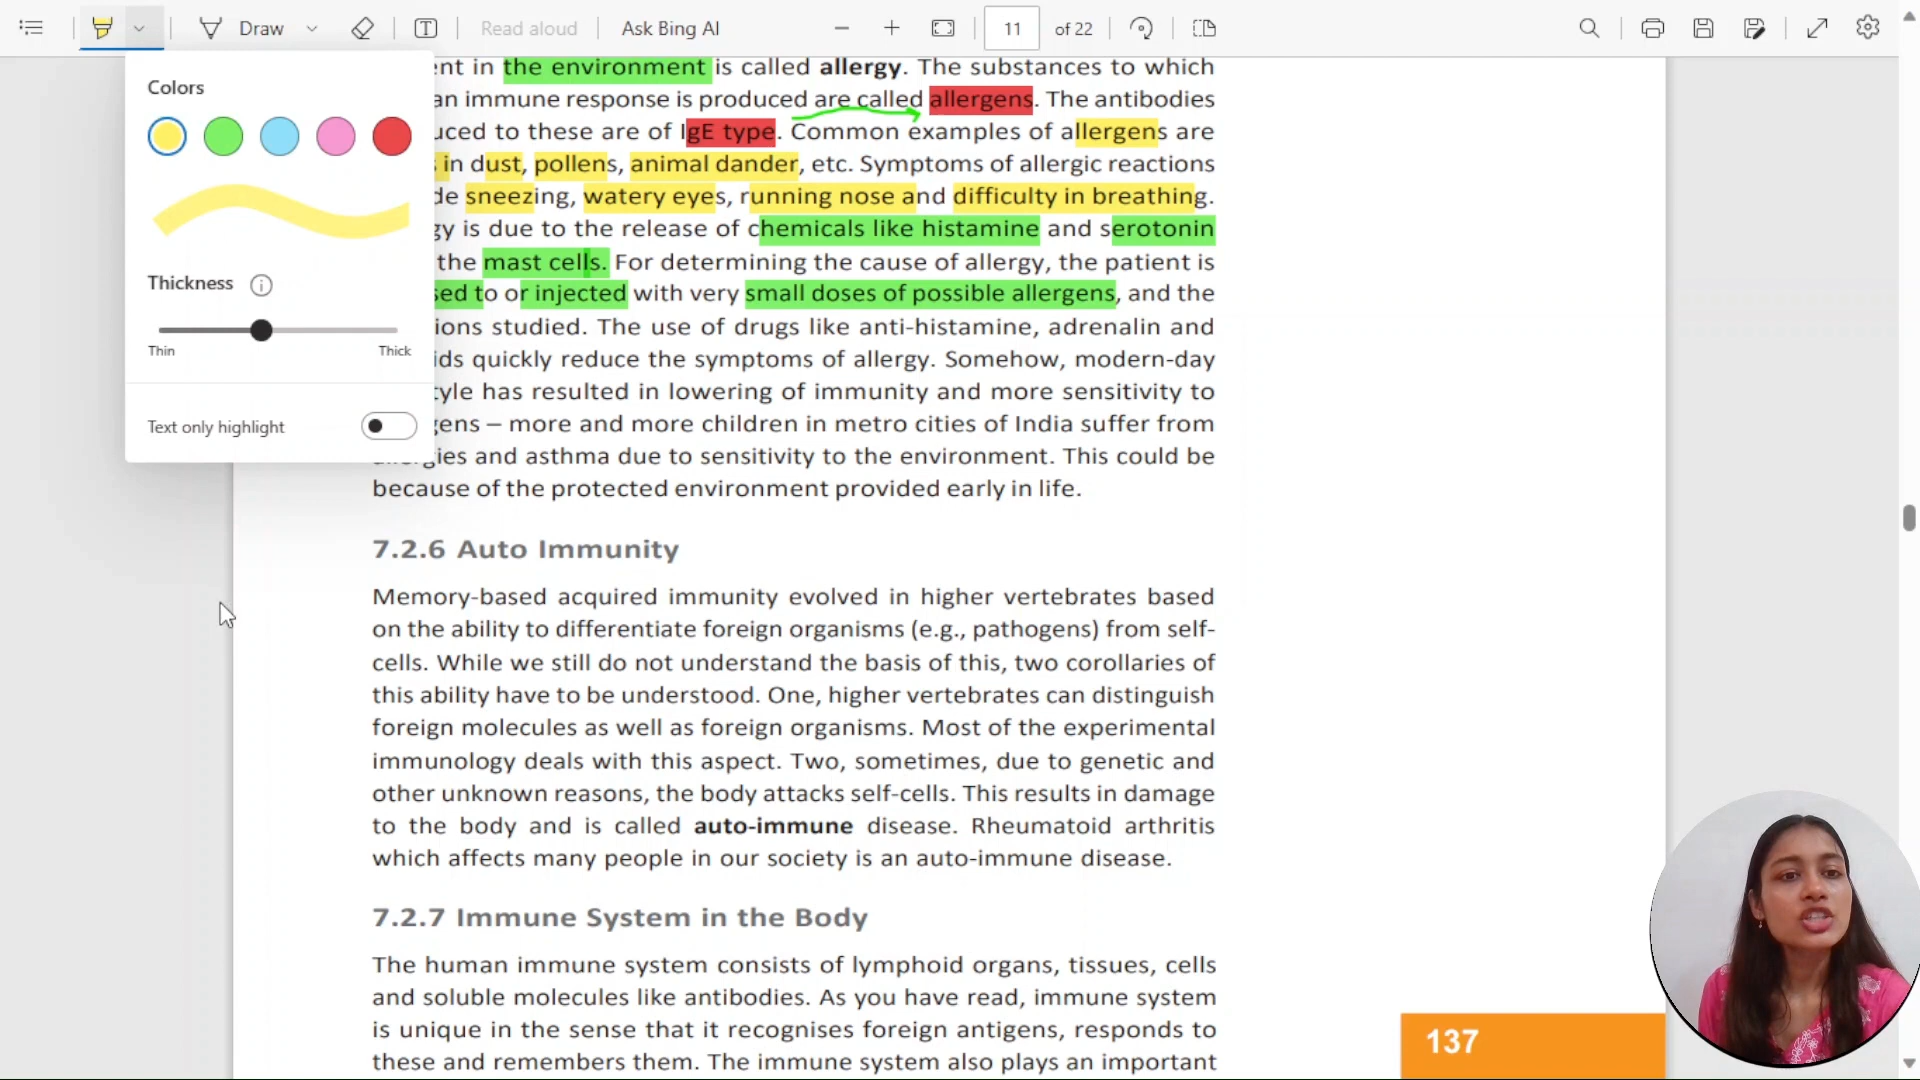 Draw
Read aloud
Ask Bing AI
11
of 22
Colors
Thickness
Thin
Thick
Text only highlight
ent in the environment is called allergy. The substances to which
an immune response is produced are called allergens. The antibodies
uced to these are of IgE type. Common examples of allergens are
in dust, pollens, animal dander, etc. Symptoms of allergic reactions
de sneezing, watery eyes, running nose and difficulty in breathing.
gy is due to the release of chemicals like histamine and serotonin
the mast cells. For determining the cause of allergy, the patient is
sed to or injected with very small doses of possible allergens, and the
ions studied. The use of drugs like anti-histamine, adrenalin and
ids quickly reduce the symptoms of allergy. Somehow, modern-day
tyle has resulted in lowering of immunity and more sensitivity to
gens – more and more children in metro cities of India suffer from
allergies and asthma due to sensitivity to the environment. This could be
because of the protected environment provided early in life.
7.2.6 Auto Immunity
Memory-based acquired immunity evolved in higher vertebrates based
on the ability to differentiate foreign organisms (e.g., pathogens) from self-
cells. While we still do not understand the basis of this, two corollaries of
this ability have to be understood. One, higher vertebrates can distinguish
foreign molecules as well as foreign organisms. Most of the experimental
immunology deals with this aspect. Two, sometimes, due to genetic and
other unknown reasons, the body attacks self-cells. This results in damage
to the body and is called auto-immune disease. Rheumatoid arthritis
which affects many people in our society is an auto-immune disease.
7.2.7 Immune System in the Body
The human immune system consists of lymphoid organs, tissues, cells
and soluble molecules like antibodies. As you have read, immune system
is unique in the sense that it recognises foreign antigens, responds to
these and remembers them. The immune system also plays an important
137